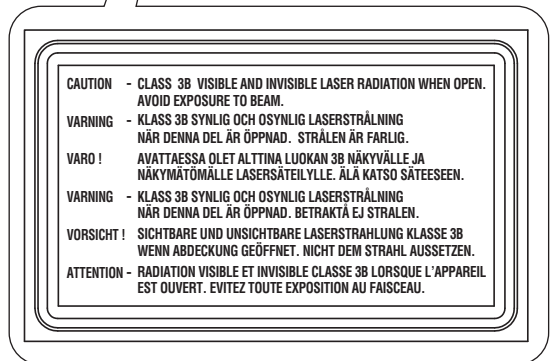 CAUTION - CLASS 3B VISIBLE AND INVISIBLE LASER RADIATION WHEN OPEN.
AVOID EXPOSURE TO BEAM.
VARNING - KLASS 3B SYNLIG OCH OSYNLIG LASERSTRÅLNING
NÄR DENNA DEL ÄR ÖPPNAD. STRÅLEN ÄR FARLIG.
VARO ! AVATTAESSA OLET ALTTINA LUOKAN 3B NÄKYVÄLLE JA
NÄKYMÄTÖMÄLLE LASERSÄTEILYLLE. ÄLÄ KATSO SÄTEESEEN.
VARNING - KLASS 3B SYNLIG OCH OSYNLIG LASERSTRÅLNING
NÄR DENNA DEL ÄR ÖPPNAD. BETRAKTÅ EJ STRALEN.
VORSICHT ! SICHTBARE UND UNSICHTBARE LASERSTRAHLUNG KLASSE 3B
WENN ABDECKUNG GEÖFFNET. NICHT DEM STRAHL AUSSETZEN.
ATTENTION - RADIATION VISIBLE ET INVISIBLE CLASSE 3B LORSQUE L'APPAREIL
EST OUVERT. EVITEZ TOUTE EXPOSITION AU FAISCEAU.